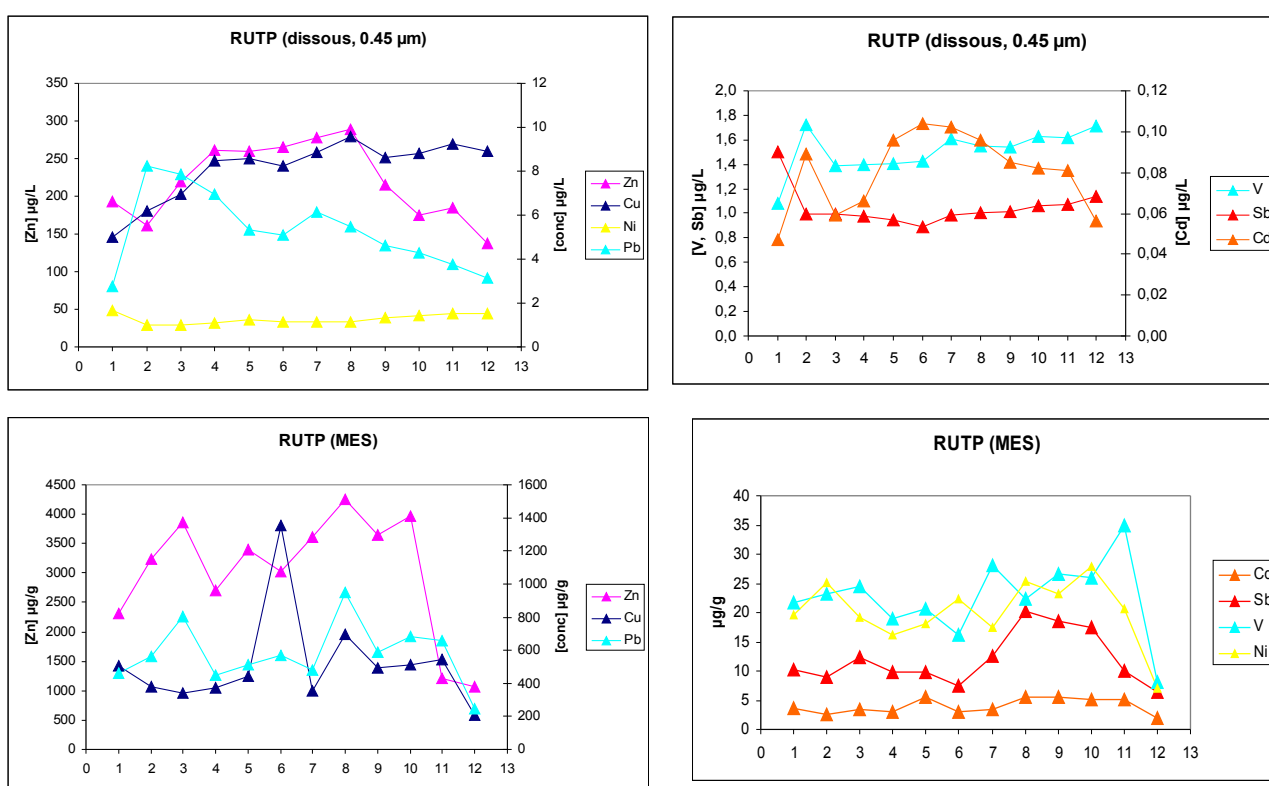 RUTP (dissous, 0.45 µm)
[Zn] µg/L
350
300
250
200
150
100
50
0
12
10
8
6
4
2
0
[conc] µg/L
0 1 2 3 4 5 6 7 8 9 10 11 12 13
Zn
Cu
Ni
Pb
RUTP (dissous, 0.45 µm)
[V, Sb] µg/L
2,0
1,8
1,6
1,4
1,2
1,0
0,8
0,6
0,4
0,2
0,0
0,12
0,10
0,08
0,06
0,04
0,02
0,00
[Cd] µg/L
0 1 2 3 4 5 6 7 8 9 10 11 12 13
V
Sb
Cd
RUTP (MES)
[Zn] µg/g
4500
4000
3500
3000
2500
2000
1500
1000
500
0
1600
1400
1200
1000
800
600
400
200
0
[conc] µg/g
0 1 2 3 4 5 6 7 8 9 10 11 12 13
Zn
Cu
Pb
RUTP (MES)
µg/g
40
35
30
25
20
15
10
5
0
0 1 2 3 4 5 6 7 8 9 10 11 12 13
Cd
Sb
V
Ni